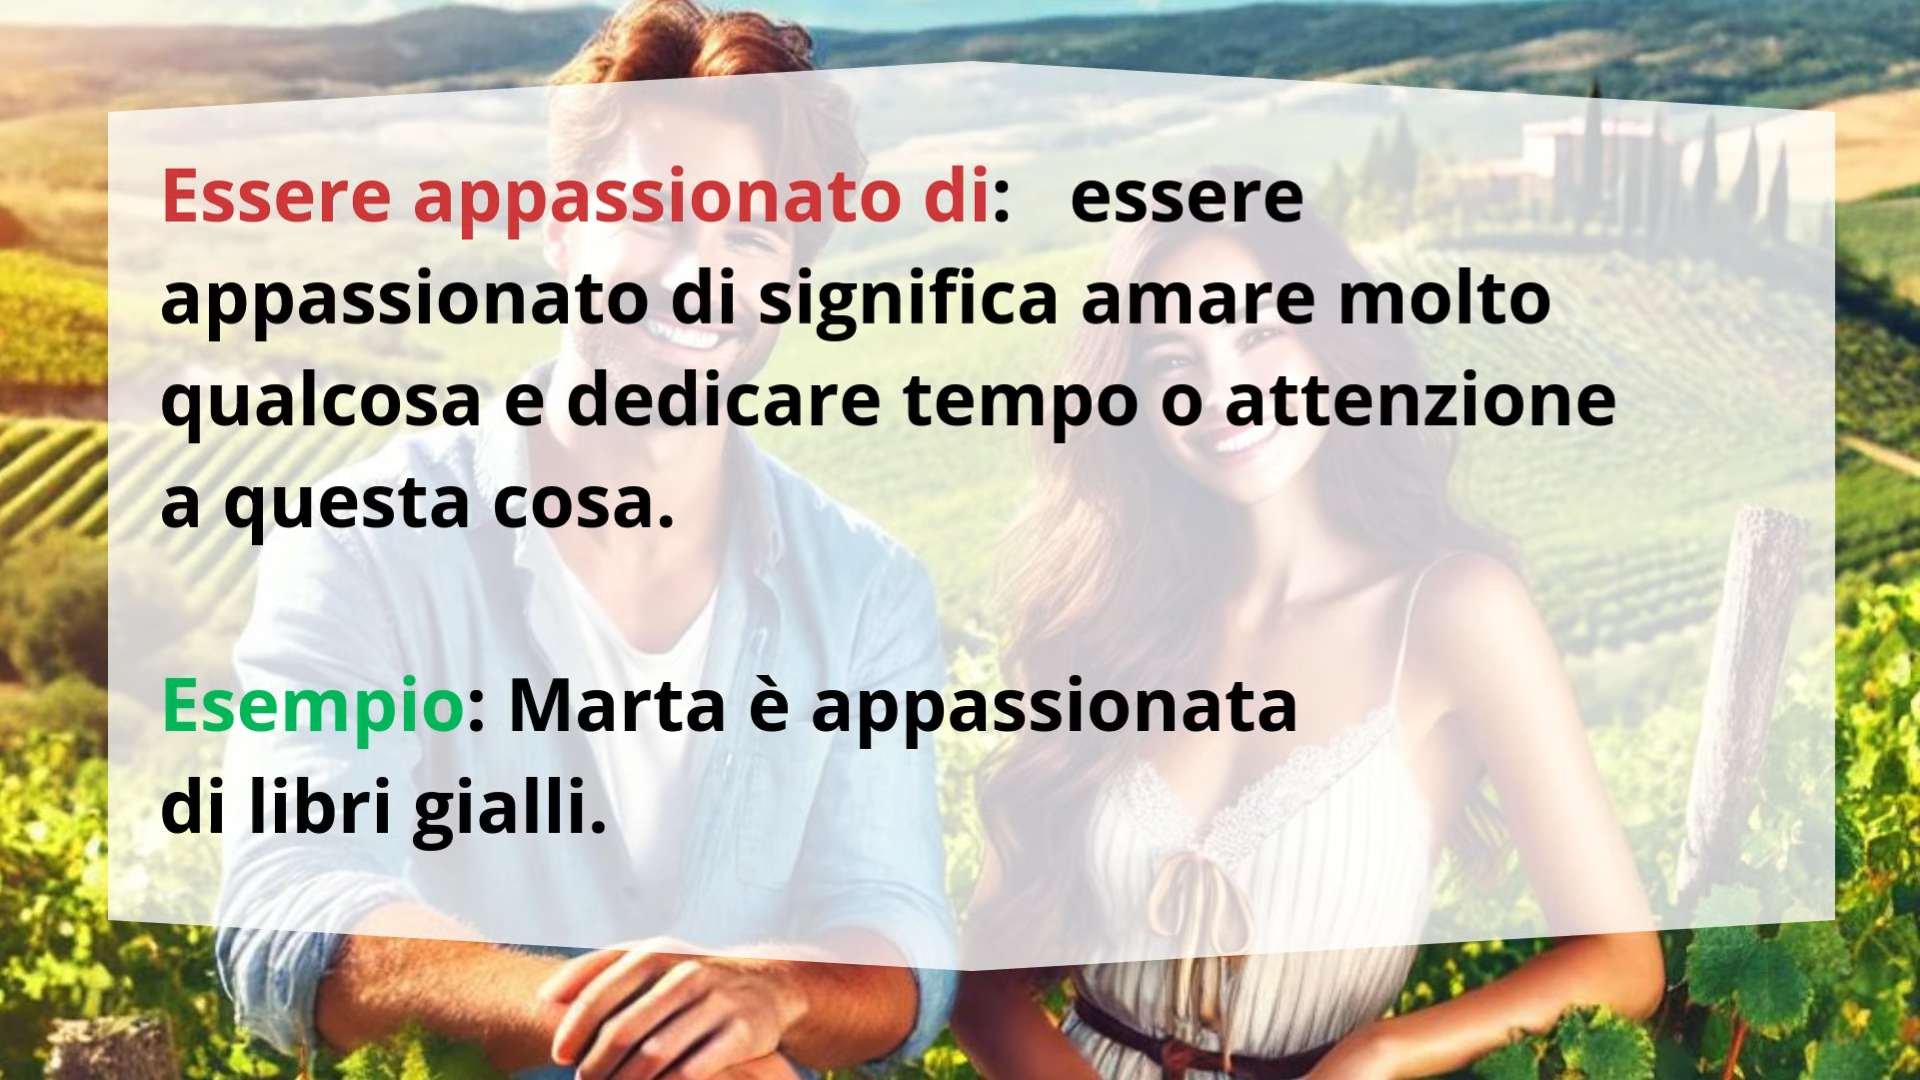 Essere appassionato di: essere
appassionato di significa amare molto
qualcosa e dedicare tempo o attenzione
a questa cosa.
Esempio: Marta è appassionata
di libri gialli.